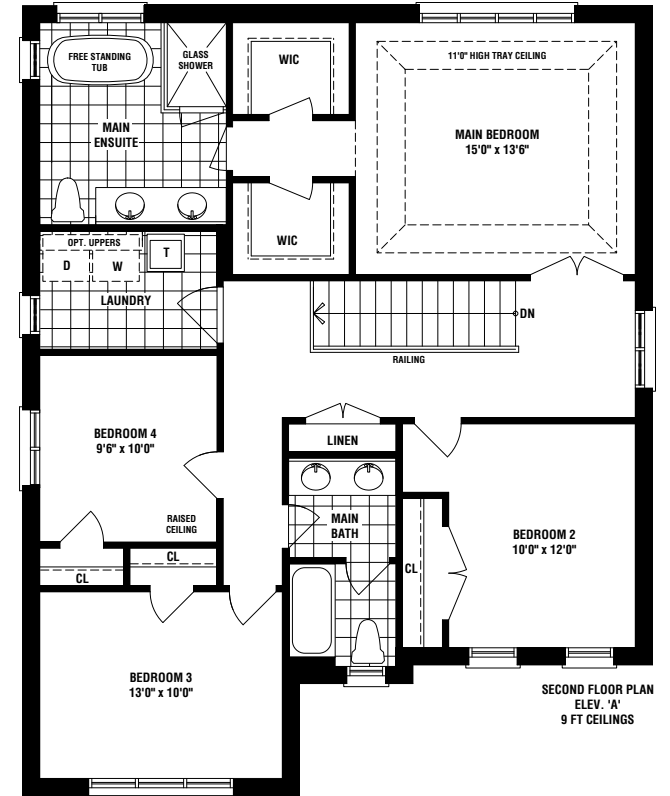 FREE STANDING
TUB
GLASS
SHOWER
WIC
11'0" HIGH TRAY CEILING
MAIN
ENSUITE
MAIN BEDROOM
15'0" x 13'6"
WIC
OPT. UPPERS
D
W
T
LAUNDRY
DN
RAILING
BEDROOM 4
9'6" x 10'0"
LINEN
RAISED
CEILING
MAIN
BATH
BEDROOM 2
10'0" x 12'0"
CL
CL
CL
BEDROOM 3
13'0" x 10'0"
SECOND FLOOR PLAN
ELEV. 'A'
9 FT CEILINGS